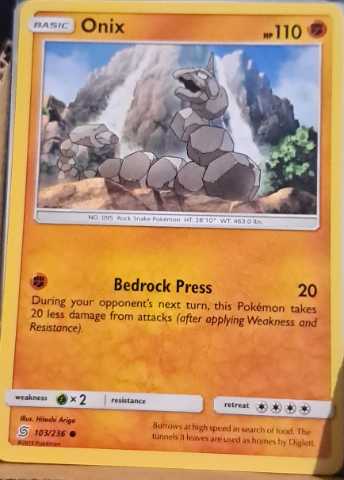 BASIC Onix HP 110
NO. 095 Rock Snake Pokémon HT: 28'10" WT: 463.0 lbs.
Bedrock Press 20
During your opponent's next turn, this Pokémon takes
20 less damage from attacks (after applying Weakness and
Resistance).
weakness ×2 resistance retreat
Illus. Hitoshi Ariga
103/236
Burrows at high speed in search of food. The
tunnels it leaves are used as homes by Diglett.